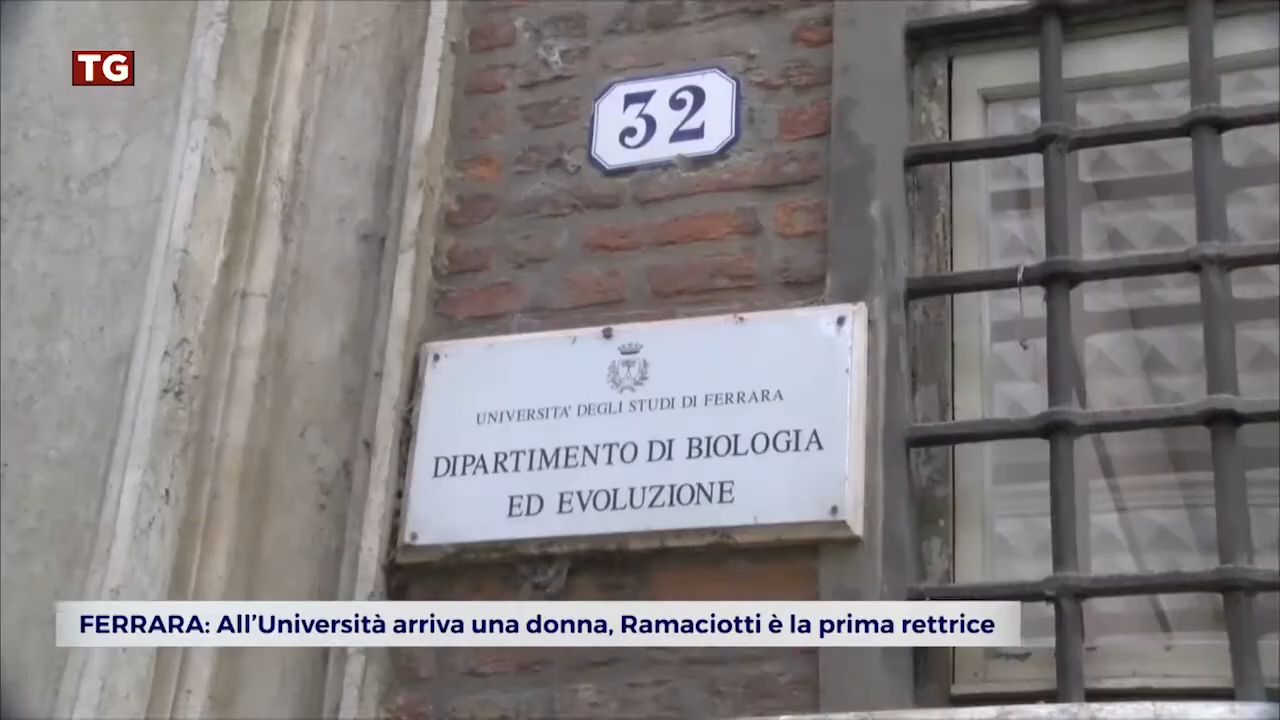 TG
32
UNIVERSITA' DEGLI STUDI DI FERRARA
DIPARTIMENTO DI BIOLOGIA
ED EVOLUZIONE
FERRARA: All'Università arriva una donna, Ramaciotti è la prima rettrice